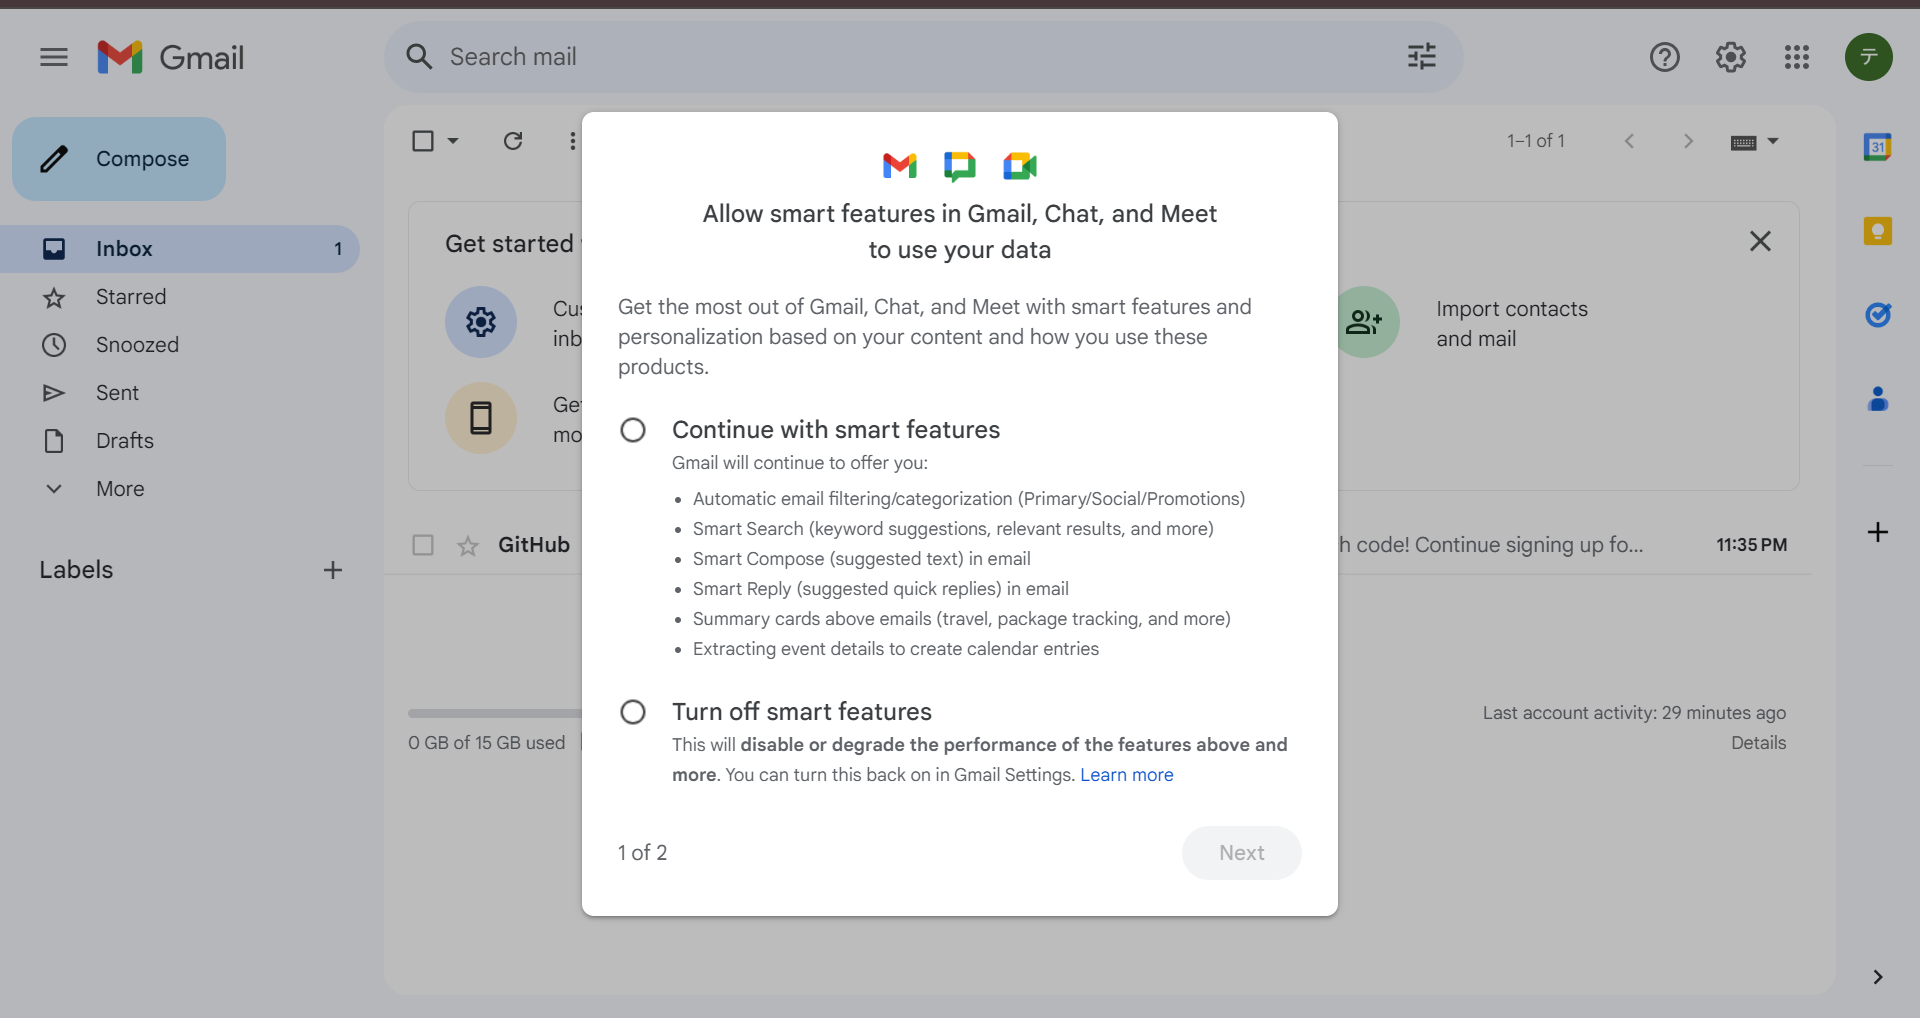 Gmail
Search mail
テ
Compose
Inbox 1
Starred
Snoozed
Sent
Drafts
More
Labels
1–1 of 1
31
Get started
Import contacts
and mail
GitHub
code! Continue signing up fo...
11:35 PM
0 GB of 15 GB used
Last account activity: 29 minutes ago
Details
Allow smart features in Gmail, Chat, and Meet
to use your data
Get the most out of Gmail, Chat, and Meet with smart features and
personalization based on your content and how you use these
products.
Continue with smart features
Gmail will continue to offer you:
• Automatic email filtering/categorization (Primary/Social/Promotions)
• Smart Search (keyword suggestions, relevant results, and more)
• Smart Compose (suggested text) in email
• Smart Reply (suggested quick replies) in email
• Summary cards above emails (travel, package tracking, and more)
• Extracting event details to create calendar entries
Turn off smart features
This will disable or degrade the performance of the features above and
more. You can turn this back on in Gmail Settings. Learn more
1 of 2
Next